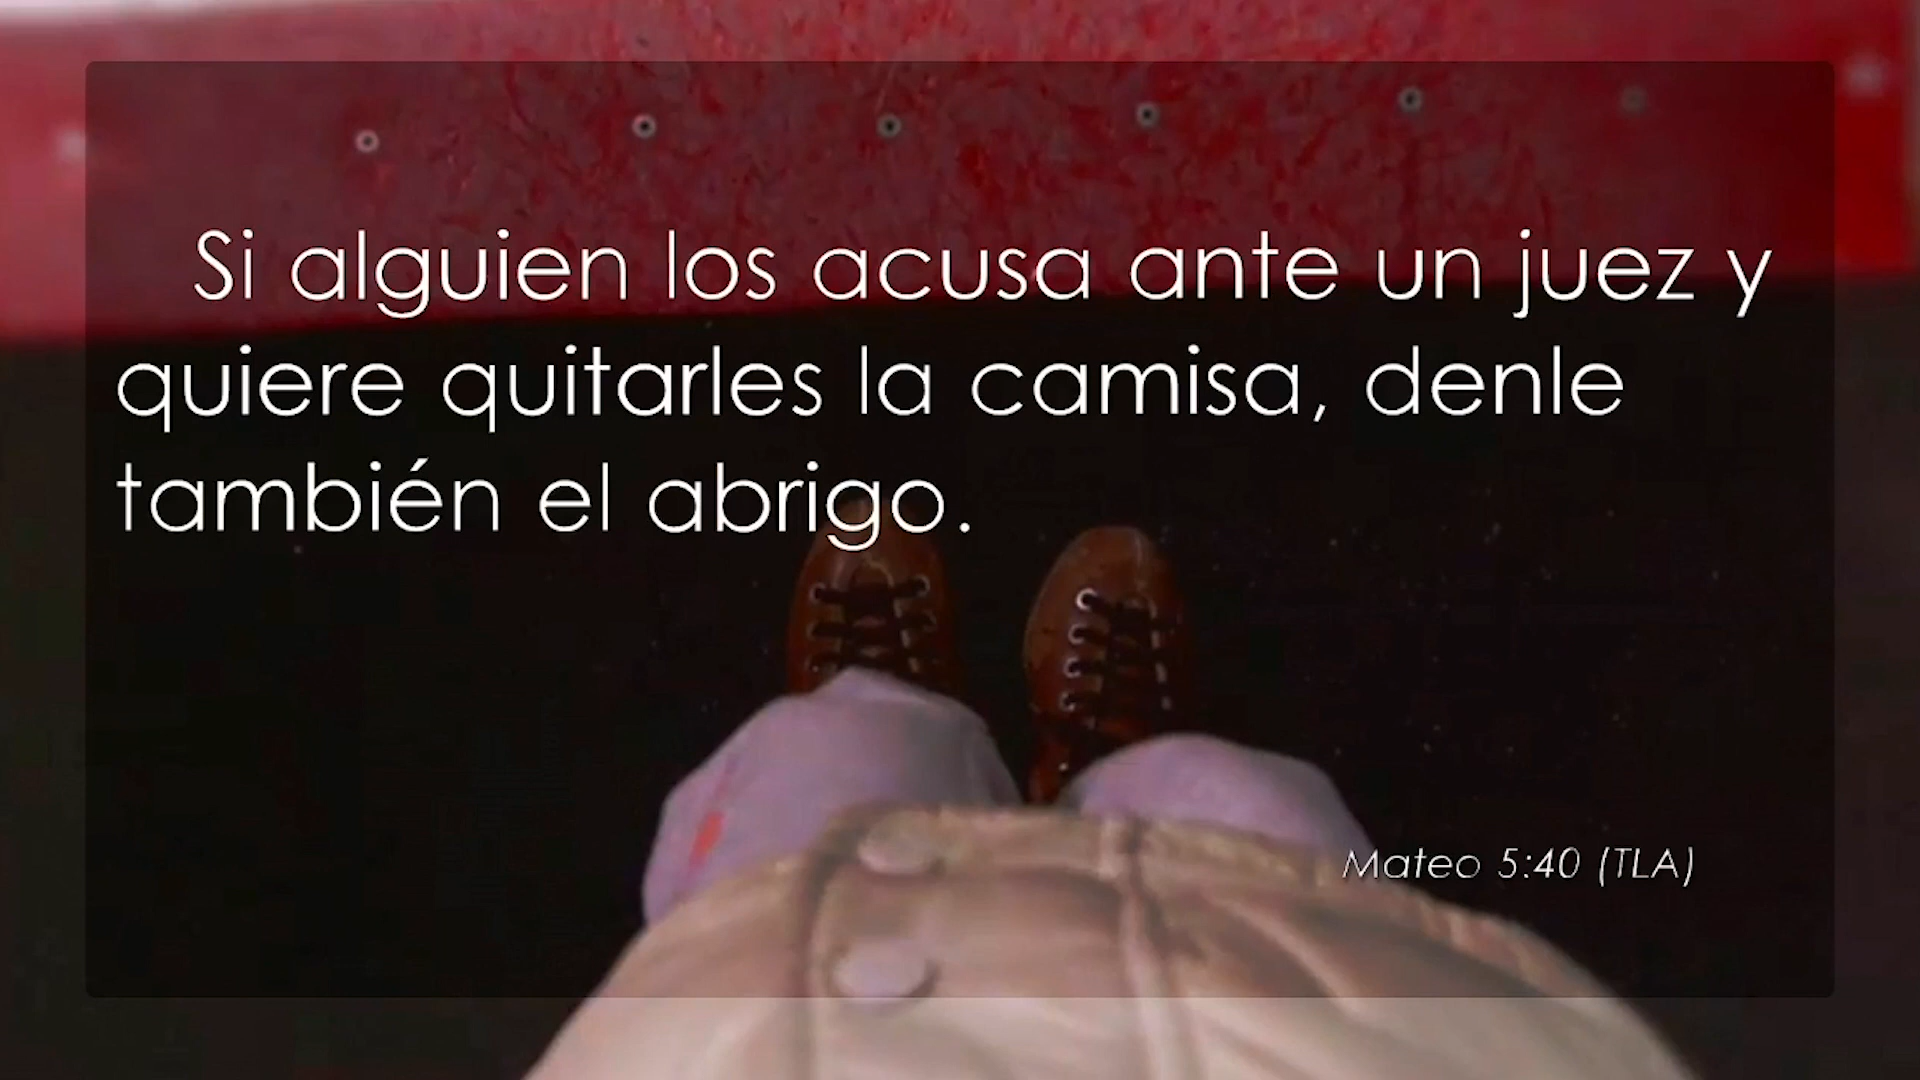 Si alguien los acusa ante un juez y
quiere quitarles la camisa, denle
también el abrigo.
Mateo 5:40 (TLA)